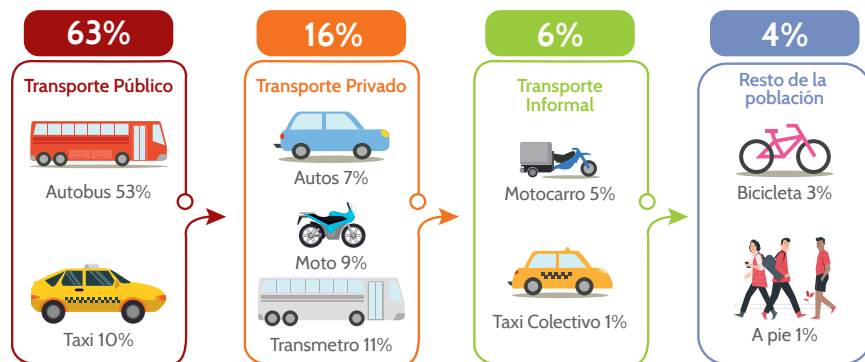 63%
Transporte Público
Autobus 53%
Taxi 10%
16%
Transporte Privado
Autos 7%
Moto 9%
Transmetro 11%
6%
Transporte
Informal
Motocarro 5%
Taxi Colectivo 1%
4%
Resto de la
población
Bicicleta 3%
A pie 1%